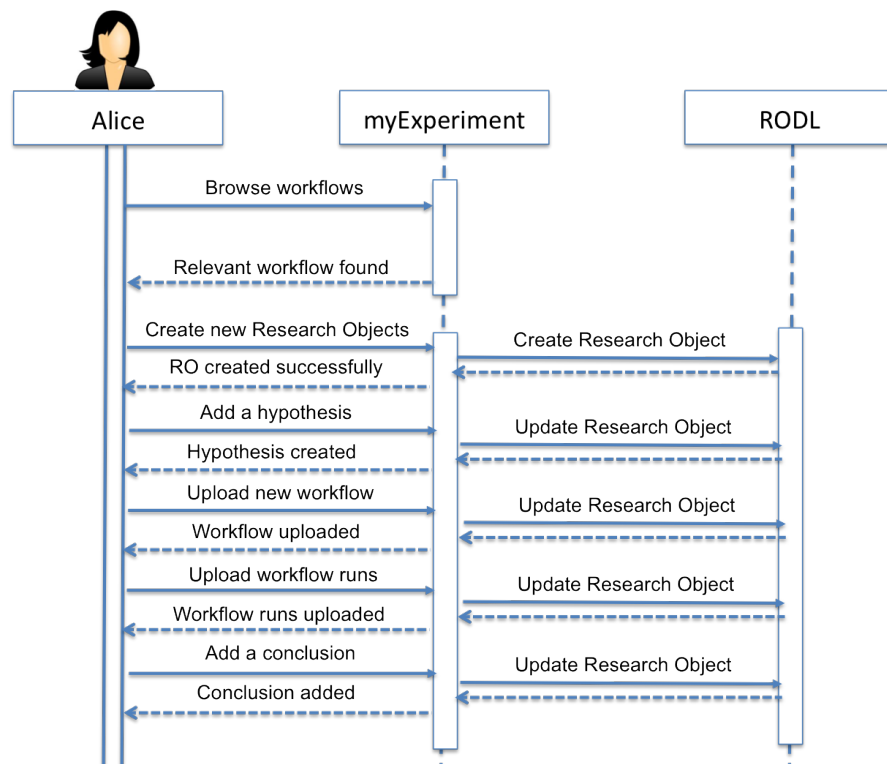 Alice
myExperiment
RODL
Browse workflows
Relevant workflow found
Create new Research Objects
Create Research Object
RO created successfully
Add a hypothesis
Update Research Object
Hypothesis created
Upload new workflow
Update Research Object
Workflow uploaded
Upload workflow runs
Update Research Object
Workflow runs uploaded
Add a conclusion
Update Research Object
Conclusion added